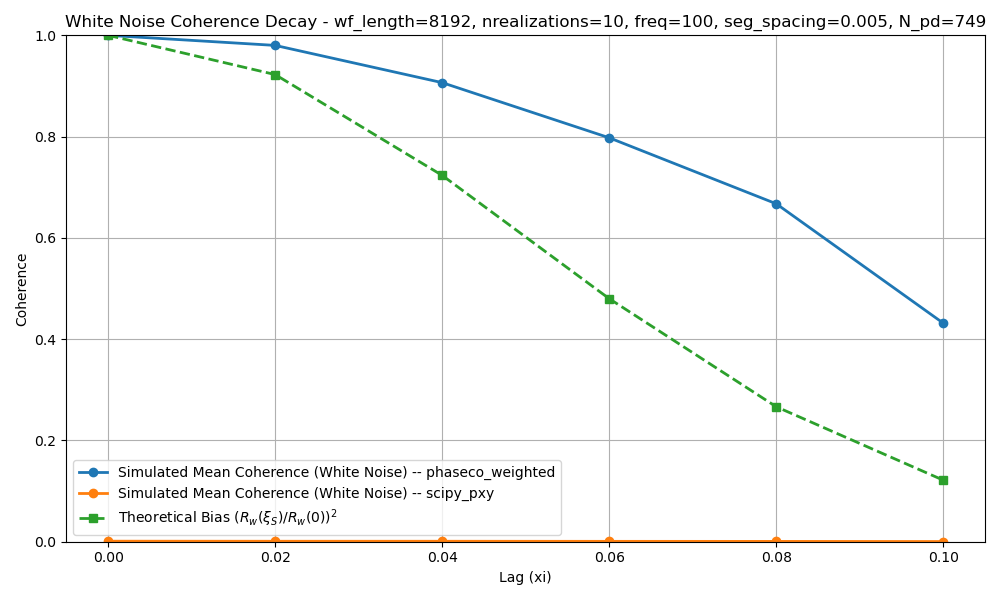 White Noise Coherence Decay - wf_length=8192, nrealizations=10, freq=100, seg_spacing=0.005, N_pd=749
1.0
0.8
0.6
0.4
0.2
0.0
Coherence
Simulated Mean Coherence (White Noise) -- phaseco_weighted
Simulated Mean Coherence (White Noise) -- scipy_pxy
Theoretical Bias $(R_w(\xi_S)/R_w(0))^2$
0.00 0.02 0.04 0.06 0.08 0.10
Lag (xi)